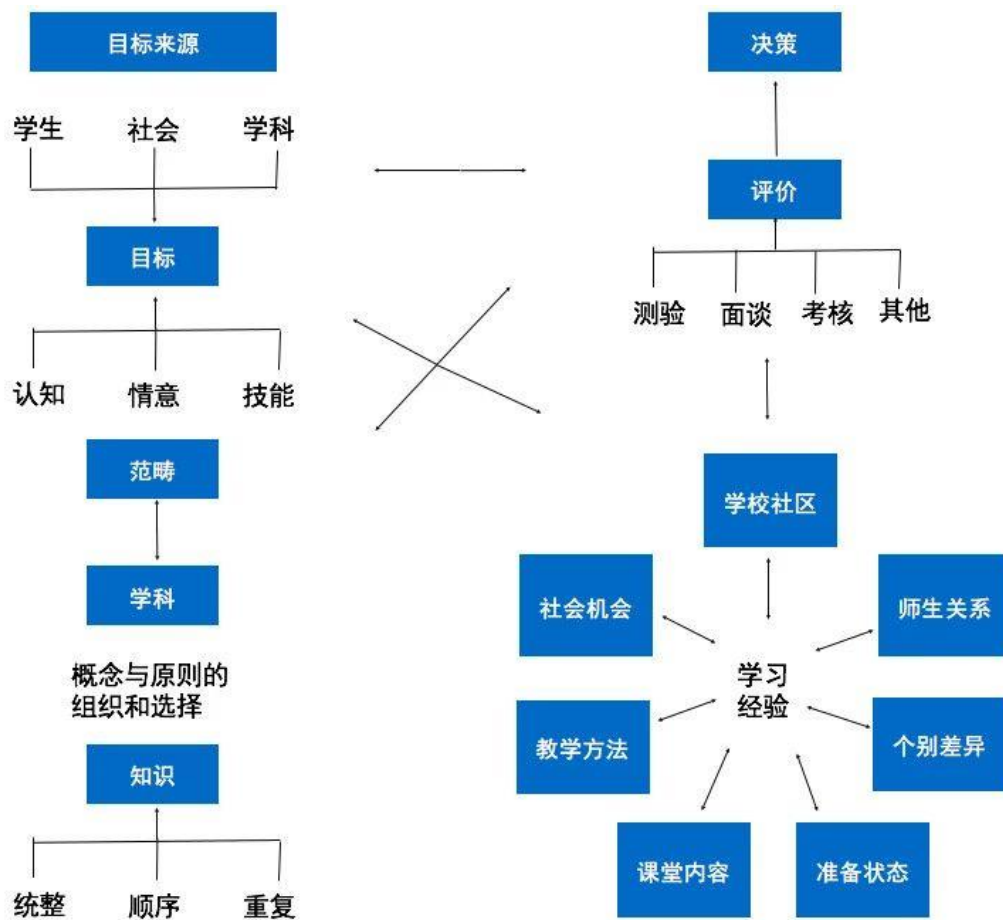 目标来源
学生 社会 学科
目标
认知 情意 技能
范畴
学科
概念与原则的
组织和选择
知识
统整 顺序 重复
决策
评价
测验 面谈 考核 其他
学校社区
社会机会
师生关系
学习
经验
教学方法
个别差异
课堂内容
准备状态